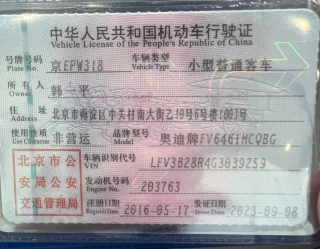 中华人民共和国机动车行驶证
Vehicle License of the People's Republic of China
号牌号码 Plate No. 京EPW318 车辆类型 Vehicle Type 小型普通客车
所有人 Owner 韩一平
住址 Address 北京市海淀区中关村南大街乙10号6号楼1007号
使用性质 Use Character 非营运 品牌型号 Model 奥迪牌FV6461HCQBG
北京市公安局公安交通管理局
车辆识别代号 VIN LFV3B28R4G3039259
发动机号码 Engine No. 203763
注册日期 Register Date 2016-05-17 发证日期 Issue Date 2023-09-08